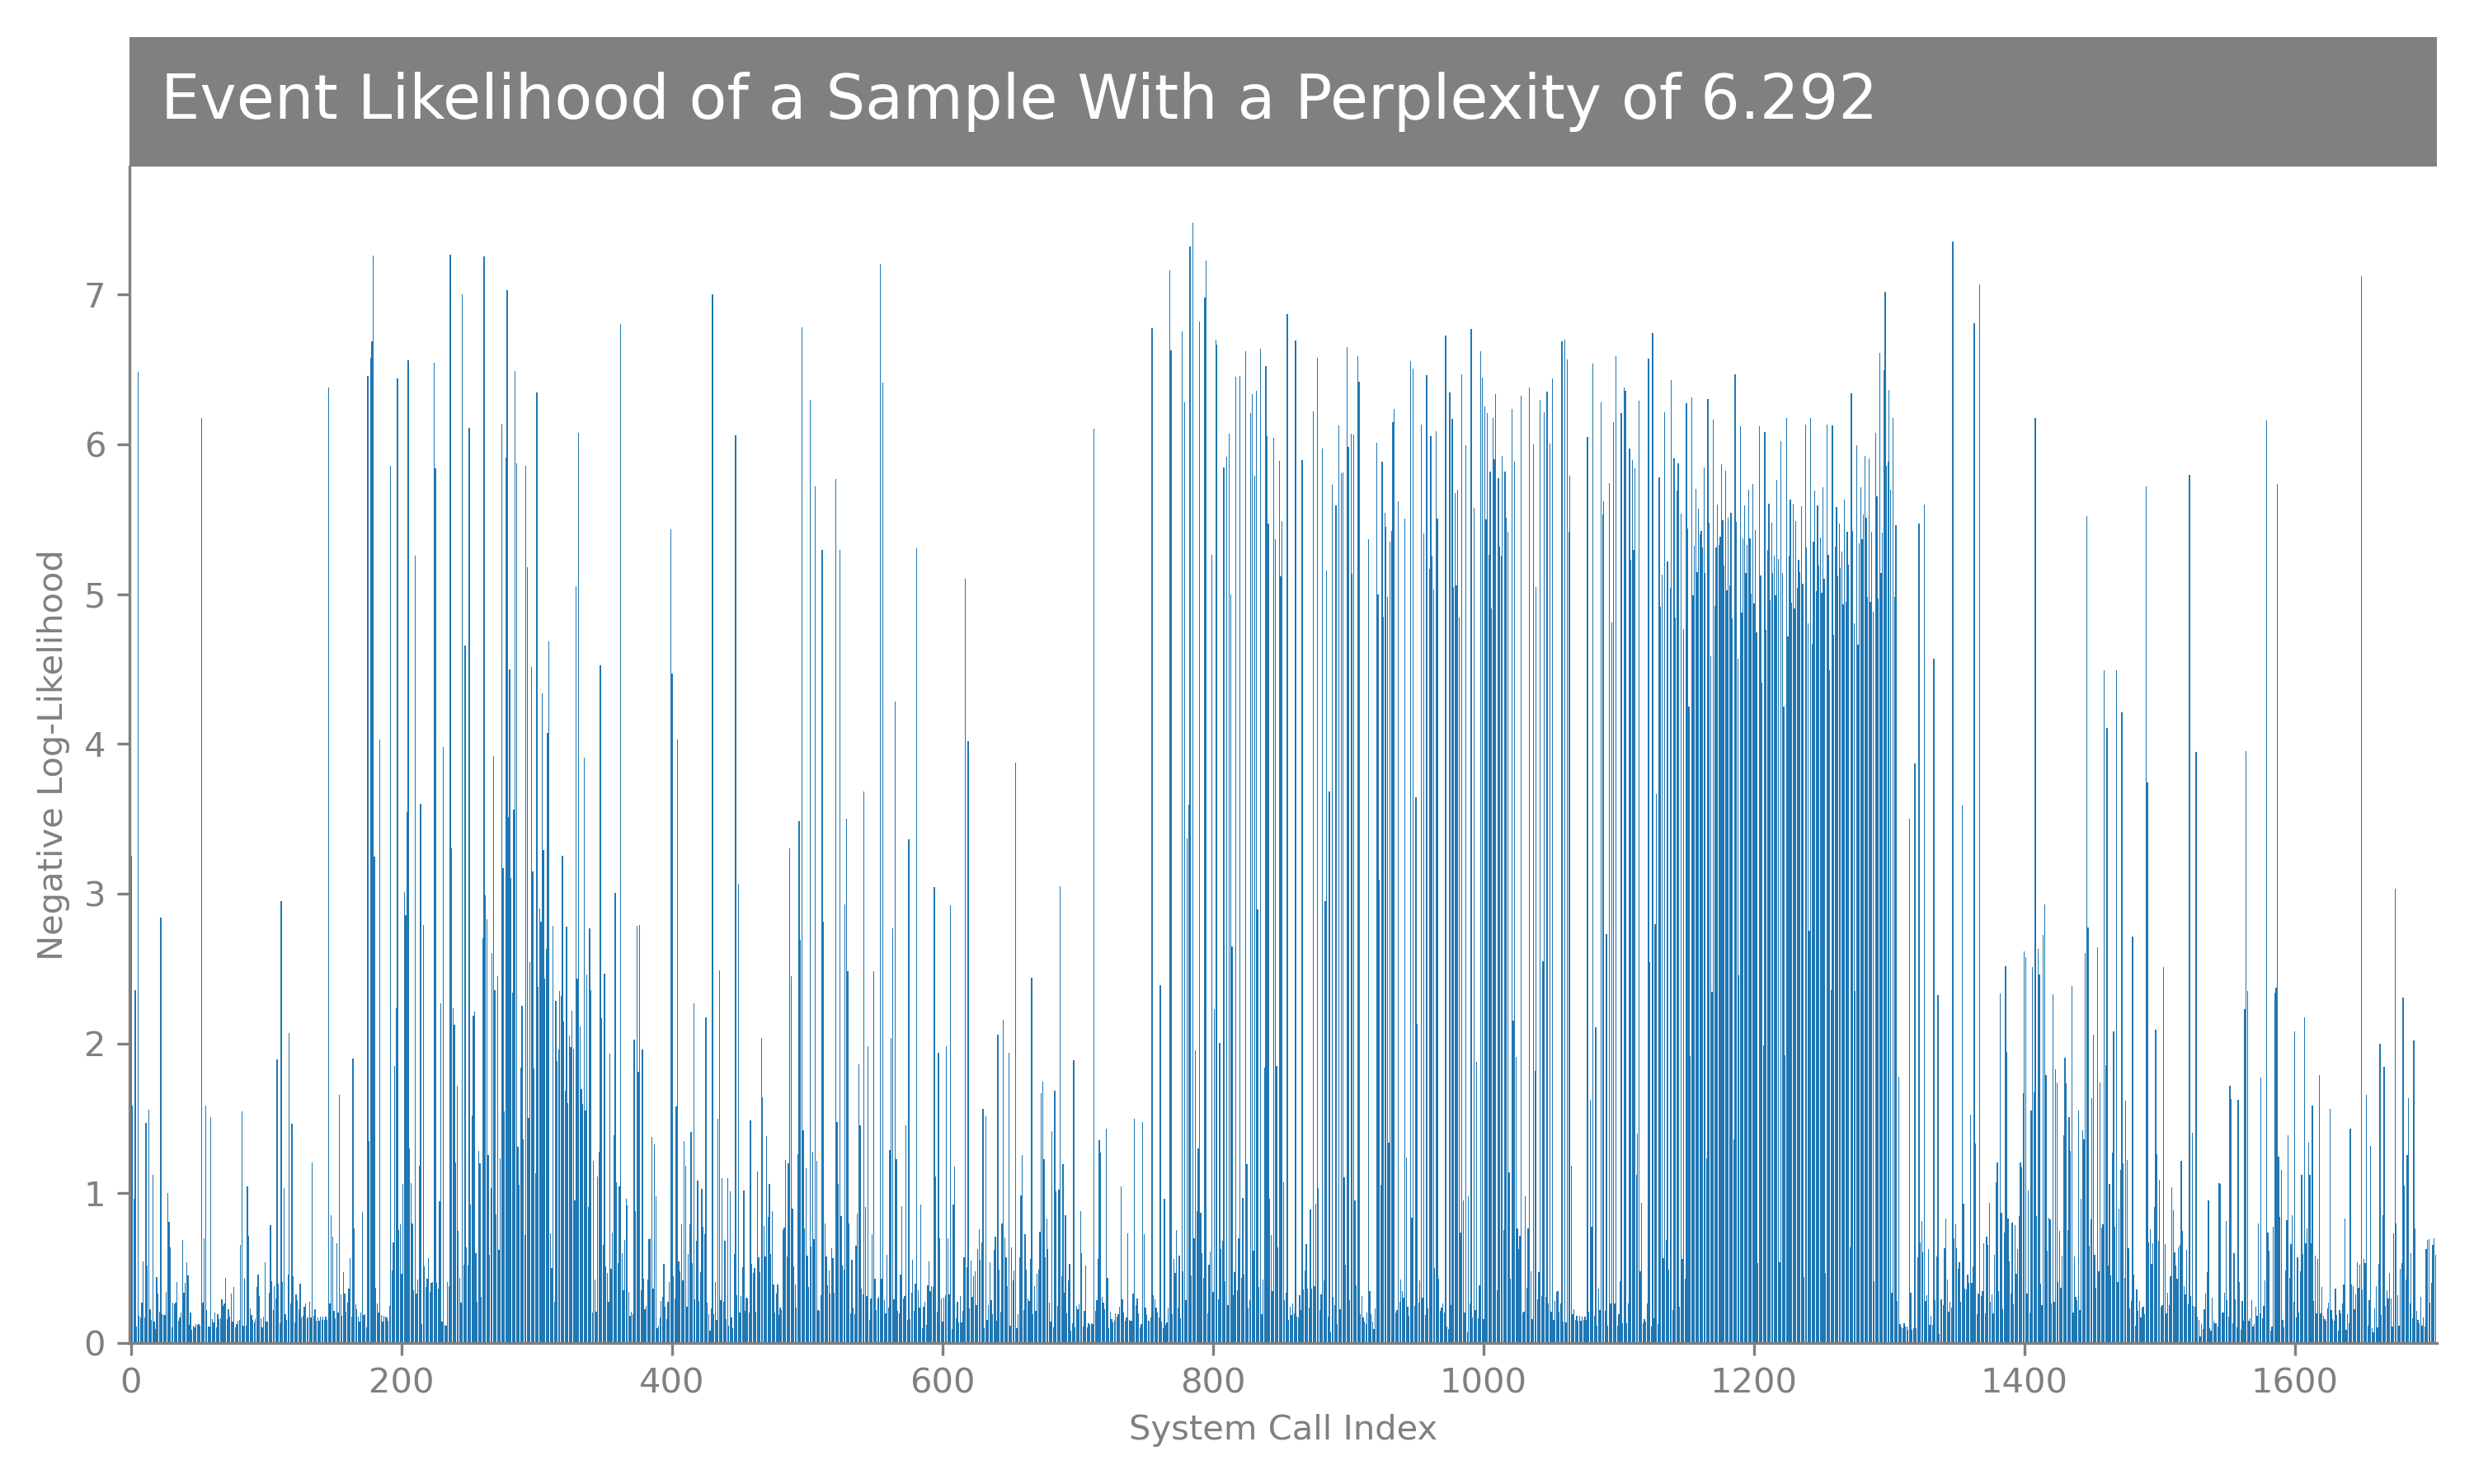 Event Likelihood of a Sample With a Perplexity of 6.292
Negative Log-Likelihood
7
6
5
4
3
2
1
0
0 200 400 600 800 1000 1200 1400 1600
System Call Index